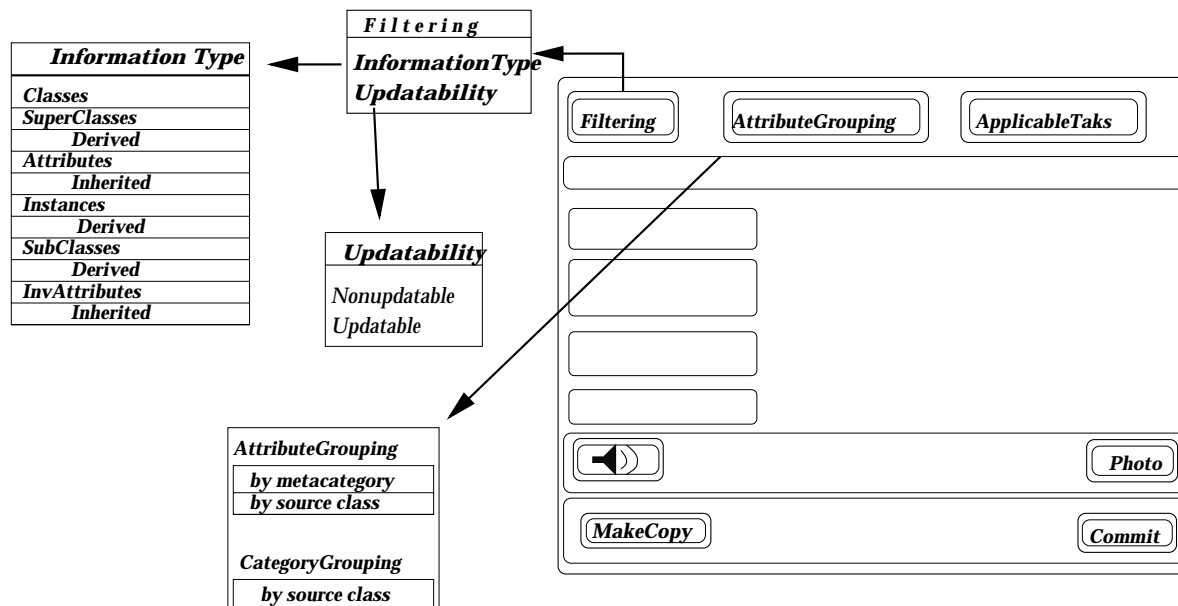 Filtering
InformationType
Updatability
Information Type
Classes
SuperClasses
Derived
Attributes
Inherited
Instances
Derived
SubClasses
Derived
InvAttributes
Inherited
Updatability
Nonupdatable
Updatable
AttributeGrouping
by metacategory
by source class
CategoryGrouping
by source class
Filtering
AttributeGrouping
ApplicableTaks
Photo
MakeCopy
Commit